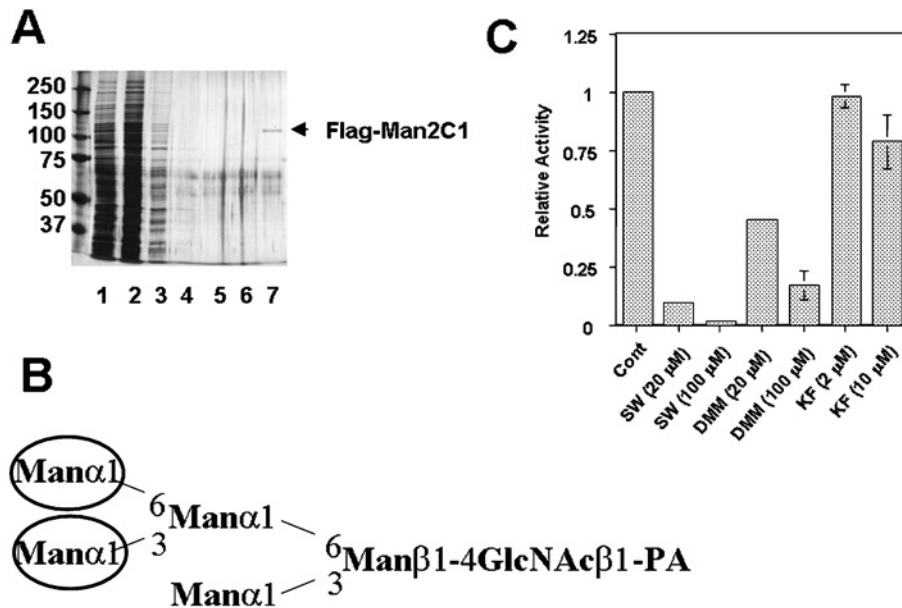 A
250
150
100
75
50
37
Flag-Man2C1
1 2 3 4 5 6 7
C
Relative Activity
1.25
1
0.75
0.5
0.25
0
Cont
SW (20 µM)
SW (100 µM)
DMM (20 µM)
DMM (100 µM)
KF (2 µM)
KF (10 µM)
B
Manα1
6
Manα1
Manα1
3
6
Manβ1-4GlcNAcβ1-PA
3
Manα1